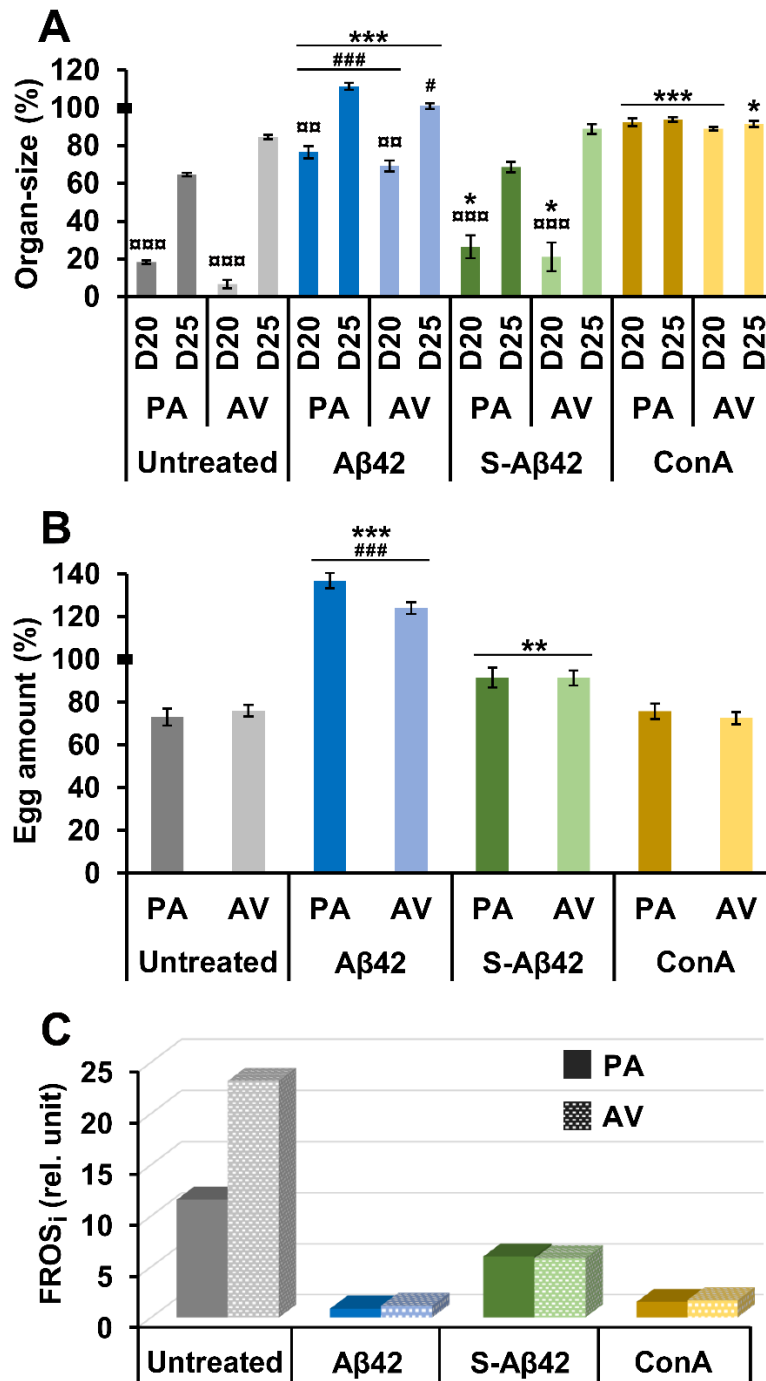 A
***
###
#
*
***
¤¤
¤¤
*
*
¤¤¤
¤¤¤
¤¤¤
¤¤¤
Organ-size (%)
120
100
80
60
40
20
0
D20 D25 D20 D25 D20 D25 D20 D25 D20 D25 D20 D25 D20 D25 D20 D25
PA AV PA AV PA AV PA AV
Untreated Aβ42 S-Aβ42 ConA
B
***
###
**
Egg amount (%)
140
120
100
80
60
40
20
0
PA AV PA AV PA AV PA AV
Untreated Aβ42 S-Aβ42 ConA
C
PA
AV
FROSi (rel. unit)
25
20
15
10
5
0
Untreated Aβ42 S-Aβ42 ConA